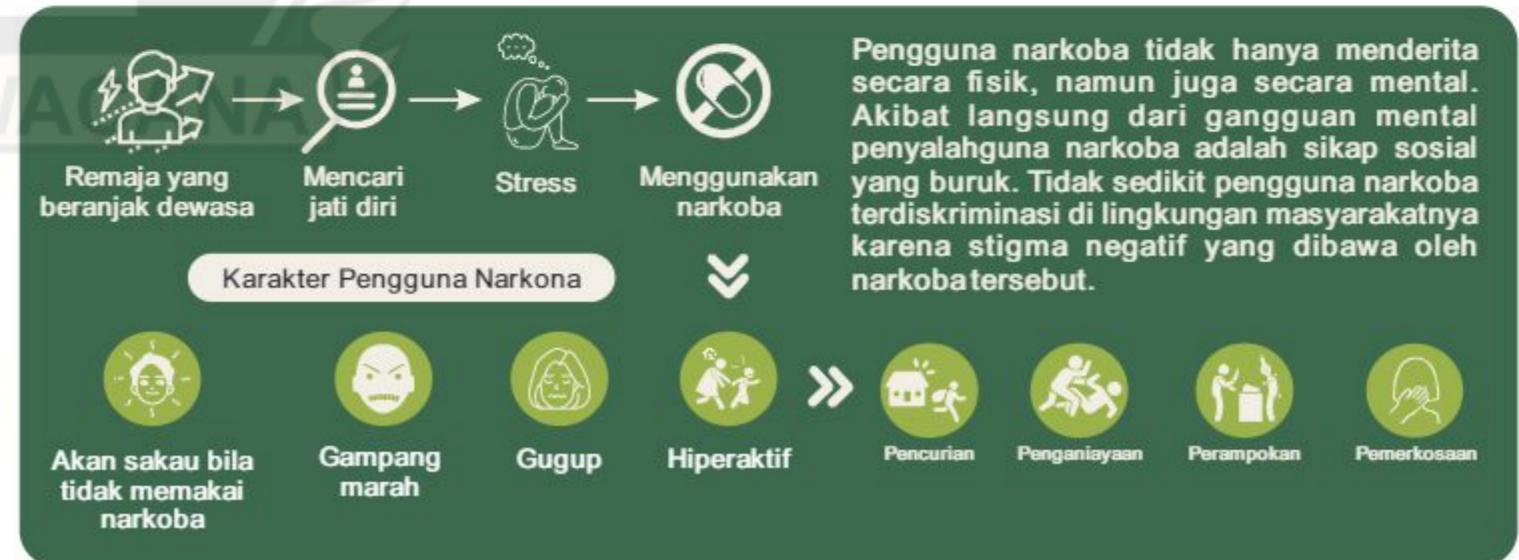 WACANA
Remaja yang
beranjak dewasa
Mencari
jati diri
Stress
Menggunakan
narkoba
Pengguna narkoba tidak hanya menderita
secara fisik, namun juga secara mental.
Akibat langsung dari gangguan mental
penyalahguna narkoba adalah sikap sosial
yang buruk. Tidak sedikit pengguna narkoba
terdiskriminasi di lingkungan masyarakatnya
karena stigma negatif yang dibawa oleh
narkoba tersebut.
Karakter Pengguna Narkona
Akan sakau bila
tidak memakai
narkoba
Gampang
marah
Gugup
Hiperaktif
Pencurian
Penganiayaan
Perampokan
Pemerkosaan